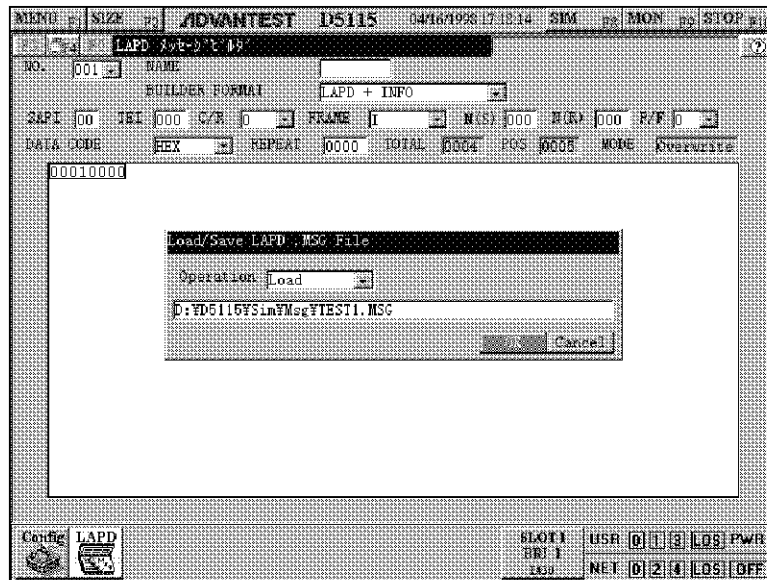 MENU F1 SIZE F2 ADVANTEST D5115 04/16/1998 17:18:14 SIM F8 MON F9 STOP F10
F4 LAPD メッセージビルダ ?
NO. 001 NAME
BUILDER FORMAT LAPD + INFO
SAPI 00 TEI 000 C/R 0 FRAME I N(S) 000 N(R) 000 P/F 0
DATA CODE HEX REPEAT 0000 TOTAL 0004 POS 0005 MODE Overwrite
00010000
Load/Save LAPD .MSG File
Operation Load
D:¥D5115¥Sim¥Msg¥TEST1.MSG
Cancel
Config LAPD
SLOT1 USR 0 1 3 LOS PWR
BRI 1
I430 NET 0 2 4 LOS OFF